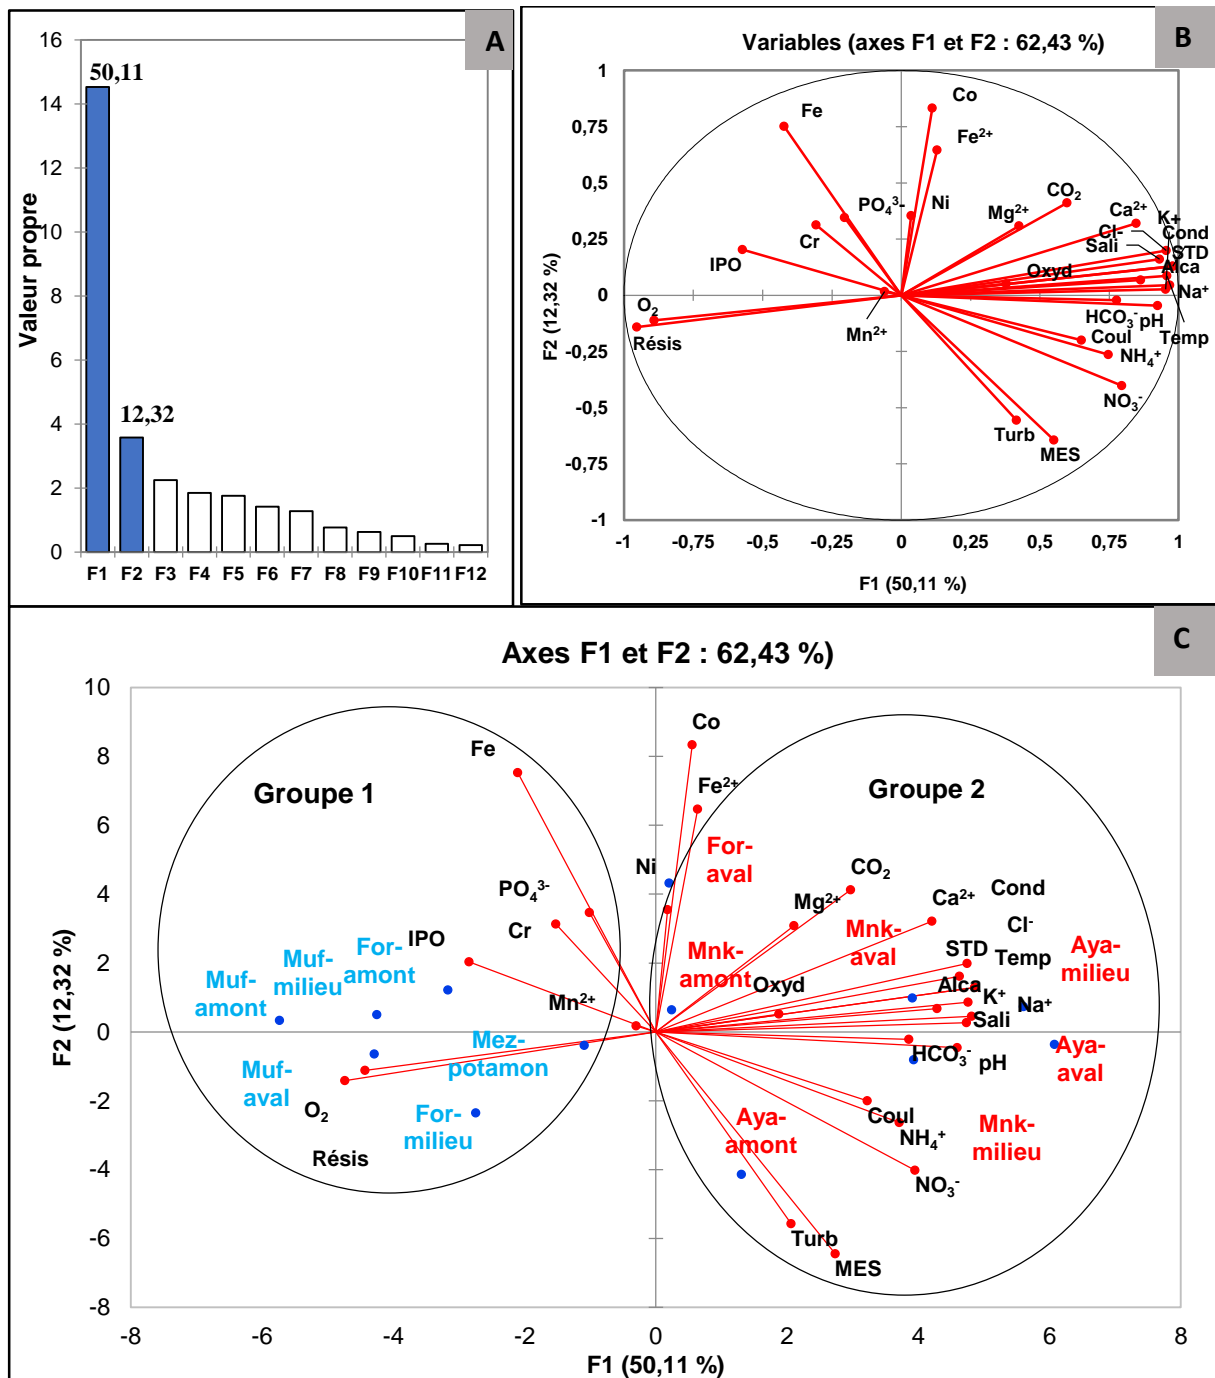 A
16
14
12
10
8
6
4
2
0
Valeur propre
50,11
12,32
F1 F2 F3 F4 F5 F6 F7 F8 F9 F10 F11 F12
B
Variables (axes F1 et F2 : 62,43 %)
1
0,75
0,5
0,25
0
-0,25
-0,5
-0,75
-1
F2 (12,32 %)
Co
Fe
Fe²⁺
CO₂
PO₄³⁻
Ni
Mg²⁺
Ca²⁺
K+
Cl-
Cond
Cr
Sali
STD
IPO
Oxyd
Alca
Na⁺
O₂
HCO₃⁻
pH
Résis
Mn²⁺
Coul
Temp
NH₄⁺
NO₃⁻
Turb
MES
-1 -0,75 -0,5 -0,25 0 0,25 0,5 0,75 1
F1 (50,11 %)
C
Axes F1 et F2 : 62,43 %)
10
8
6
4
2
0
-2
-4
-6
-8
F2 (12,32 %)
Co
Fe
Groupe 1
Fe²⁺
Groupe 2
For-
aval
Ni
CO₂
PO₄³⁻
Mg²⁺
Ca²⁺
Cond
Cr
IPO
Cl⁻
Mnk-
aval
For-
amont
Muf-
milieu
Muf-
amont
Mnk-
amont
STD
Temp
Aya-
milieu
Oxyd
Alca
K⁺
Na⁺
Mn²⁺
Sali
Mez-
potamon
HCO₃⁻
pH
Aya-
aval
Muf-
aval
O₂
For-
milieu
Aya-
amont
Coul
Mnk-
milieu
NH₄⁺
Résis
NO₃⁻
Turb
MES
-8 -6 -4 -2 0 2 4 6 8
F1 (50,11 %)